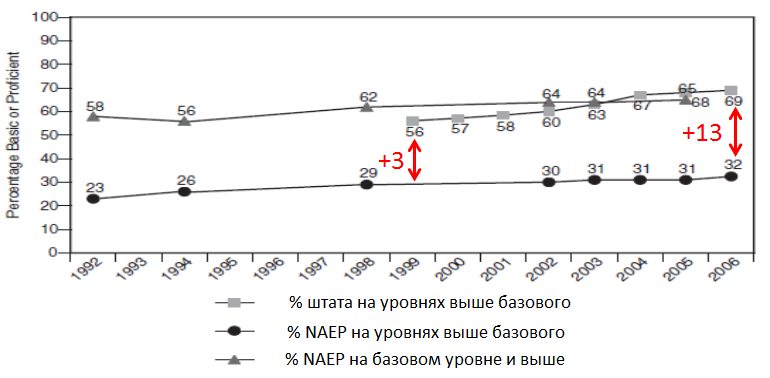 100
90
80
70
60
50
40
30
20
10
0
Percentage Basic or Proficient
58 56 62 64 64 65
56 57 58 60 63 67 68 69
23 26 29 30 31 31 31 32
+3
+13
1992 1993 1994 1995 1996 1997 1998 1999 2000 2001 2002 2003 2004 2005 2006
% штата на уровнях выше базового
% NAEP на уровнях выше базового
% NAEP на базовом уровне и выше